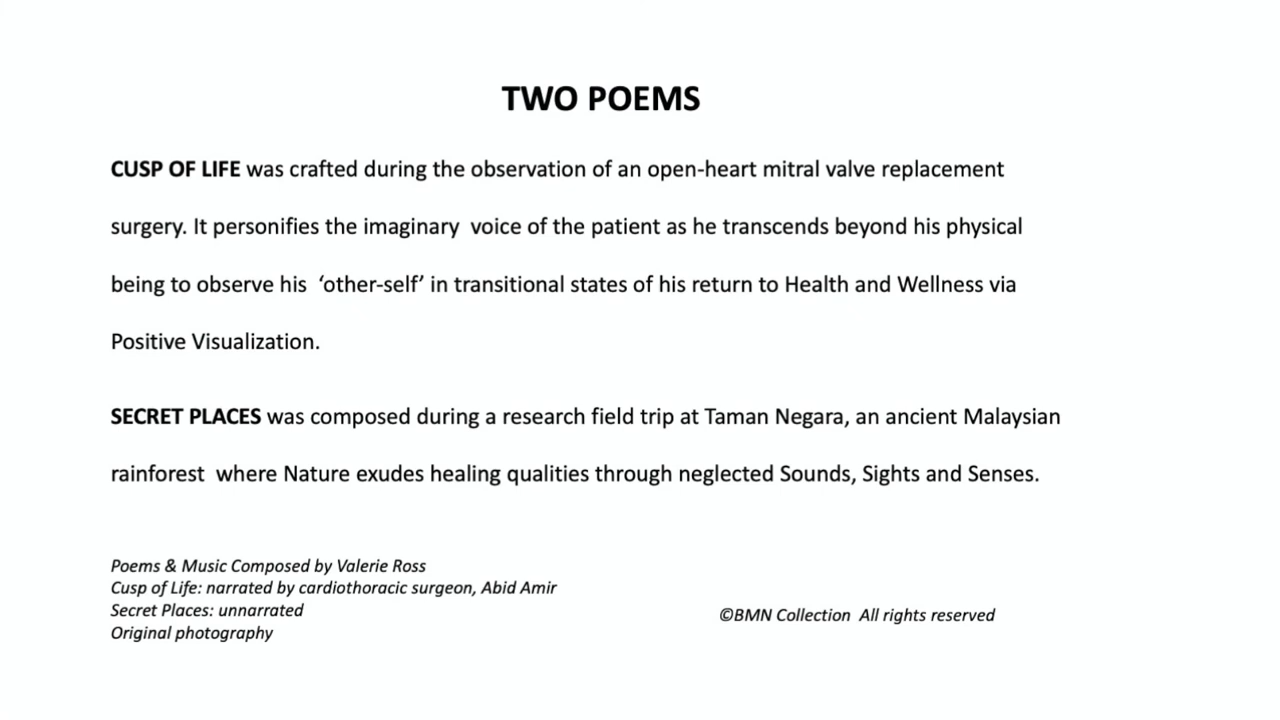 TWO POEMS
CUSP OF LIFE was crafted during the observation of an open-heart mitral valve replacement
surgery. It personifies the imaginary  voice of the patient as he transcends beyond his physical
being to observe his  ‘other-self’ in transitional states of his return to Health and Wellness via
Positive Visualization.
SECRET PLACES was composed during a research field trip at Taman Negara, an ancient Malaysian
rainforest  where Nature exudes healing qualities through neglected Sounds, Sights and Senses.
Poems & Music Composed by Valerie Ross
Cusp of Life: narrated by cardiothoracic surgeon, Abid Amir
Secret Places: unnarrated
Original photography
©BMN Collection  All rights reserved